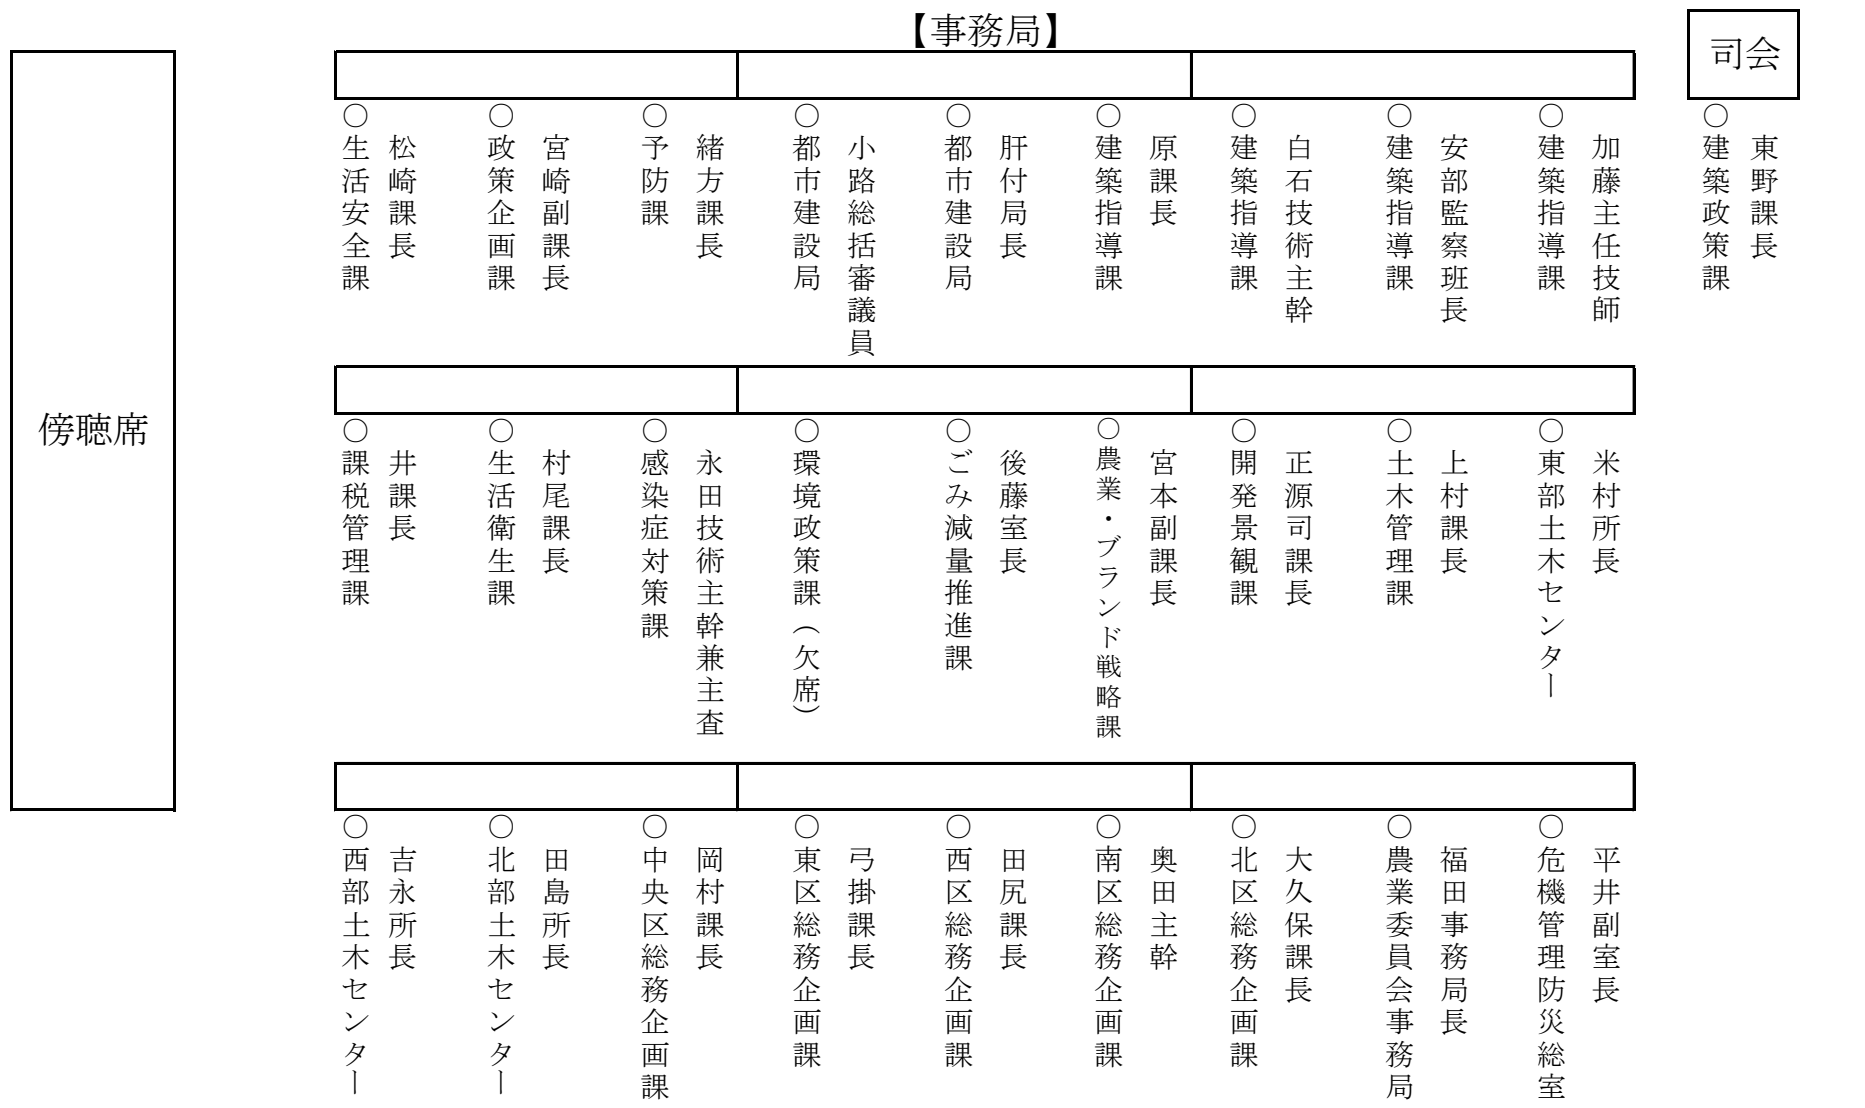 【事務局】
司会
東野課長
○建築政策課
加藤主任技師
○建築指導課
安部監察班長
○建築指導課
白石技術主幹
○建築指導課
原課長
○建築指導課
肝付局長
○都市建設局
小路総括審議員
○都市建設局
緒方課長
○予防課
宮崎副課長
○政策企画課
松崎課長
○生活安全課
米村所長
○東部土木センター
上村課長
○土木管理課
正源司課長
○開発景観課
宮本副課長
○農業・ブランド戦略課
後藤室長
○ごみ減量推進課
○環境政策課（欠席）
永田技術主幹兼主査
○感染症対策課
村尾課長
○生活衛生課
井課長
○課税管理課
平井副室長
○危機管理防災総室
福田事務局長
○農業委員会事務局
大久保課長
○北区総務企画課
奥田主幹
○南区総務企画課
田尻課長
○西区総務企画課
弓掛課長
○東区総務企画課
岡村課長
○中央区総務企画課
田島所長
○北部土木センター
吉永所長
○西部土木センター
傍聴席